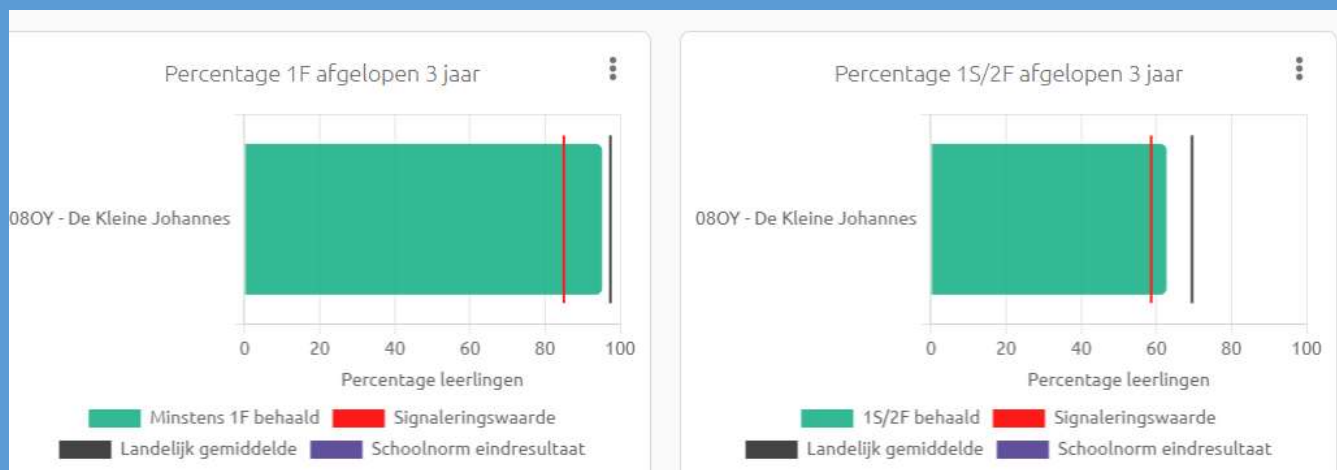 Percentage 1F afgelopen 3 jaar
08OY - De Kleine Johannes
0 20 40 60 80 100
Percentage leerlingen
Minstens 1F behaald Signaleringswaarde
Landelijk gemiddelde Schoolnorm eindresultaat
Percentage 1S/2F afgelopen 3 jaar
08OY - De Kleine Johannes
0 20 40 60 80 100
Percentage leerlingen
1S/2F behaald Signaleringswaarde
Landelijk gemiddelde Schoolnorm eindresultaat